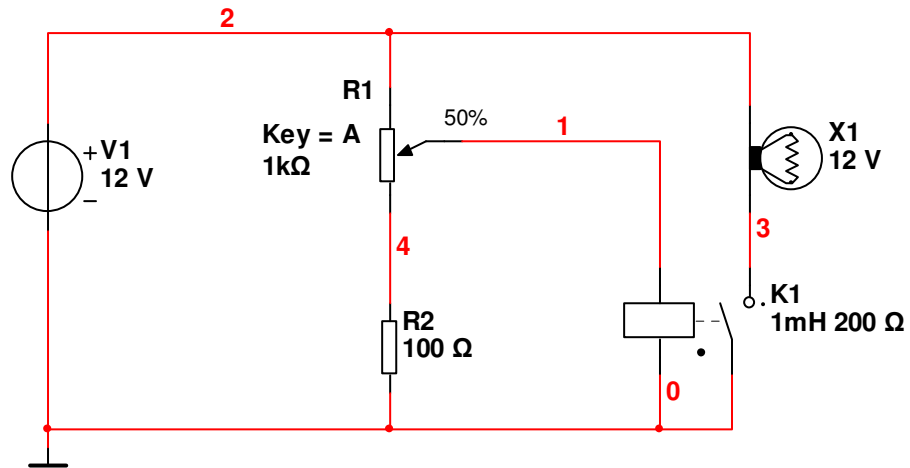 2
R1
Key = A
1kΩ
50%
1
+
V1
12 V
−
X1
12 V
4
3
R2
100 Ω
K1
1mH 200 Ω
0